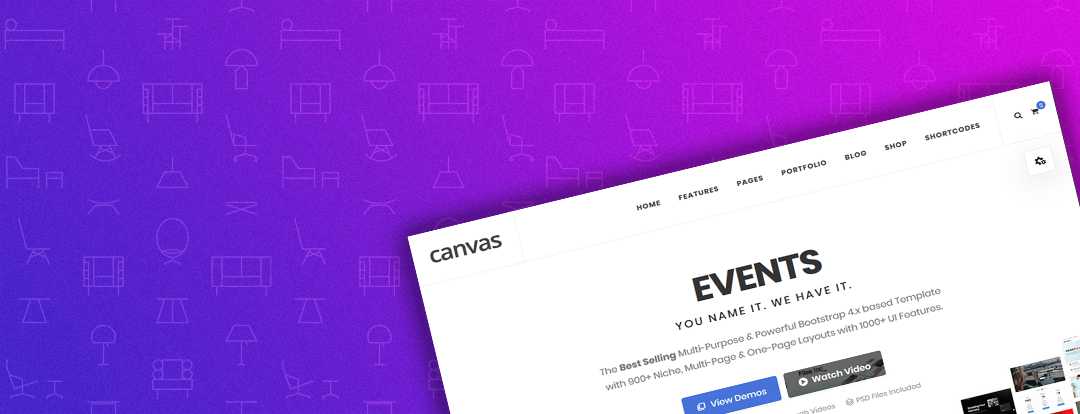 HOME FEATURES PAGES PORTFOLIO BLOG SHOP SHORTCODES
canvas
EVENTS
YOU NAME IT. WE HAVE IT.
The Best Selling Multi-Purpose & Powerful Bootstrap 4.x based Template
with 900+ Niche, Multi-Page & One-Page Layouts with 1000+ UI Features.
View Demos
Files Inc
Watch Video
Videos PSD Files Included